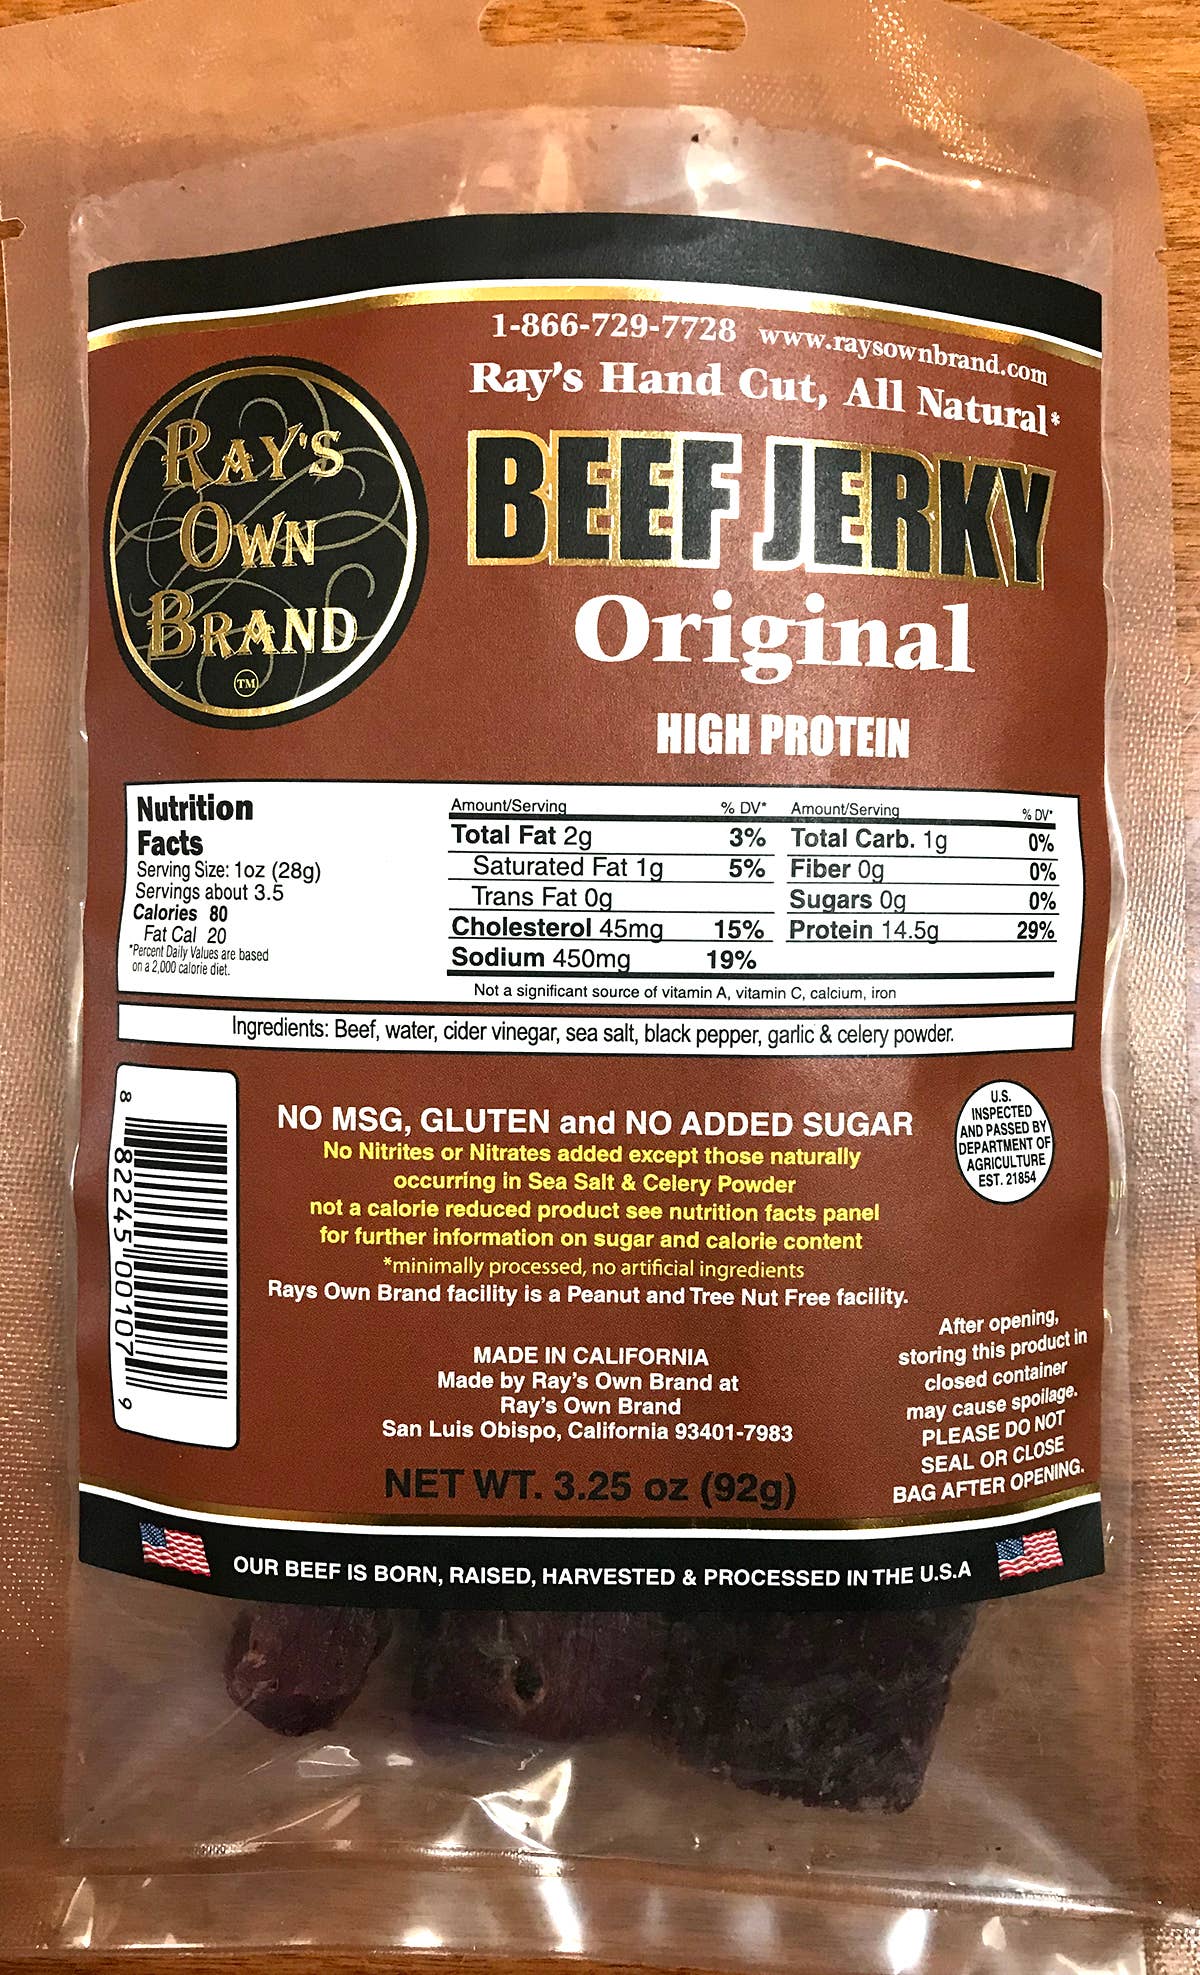 1-866-729-7728 www.raysownbrand.com
Ray's Hand Cut, All Natural*
BEEF JERKY
Original
HIGH PROTEIN
RAY'S
OWN
BRAND
TM
Nutrition
Facts
Serving Size: 1oz (28g)
Servings about 3.5
Calories 80
Fat Cal 20
*Percent Daily Values are based
on a 2,000 calorie diet.
Amount/Serving % DV*
Total Fat 2g 3%
Saturated Fat 1g 5%
Trans Fat 0g
Cholesterol 45mg 15%
Sodium 450mg 19%
Amount/Serving % DV*
Total Carb. 1g 0%
Fiber 0g 0%
Sugars 0g 0%
Protein 14.5g 29%
Not a significant source of vitamin A, vitamin C, calcium, iron
Ingredients: Beef, water, cider vinegar, sea salt, black pepper, garlic & celery powder.
8 82245 00107 9
NO MSG, GLUTEN and NO ADDED SUGAR
No Nitrites or Nitrates added except those naturally
occurring in Sea Salt & Celery Powder
not a calorie reduced product see nutrition facts panel
for further information on sugar and calorie content
*minimally processed, no artificial ingredients
Rays Own Brand facility is a Peanut and Tree Nut Free facility.
U.S.
INSPECTED
AND PASSED BY
DEPARTMENT OF
AGRICULTURE
EST. 21854
MADE IN CALIFORNIA
Made by Ray's Own Brand at
Ray's Own Brand
San Luis Obispo, California 93401-7983
NET WT. 3.25 oz (92g)
After opening,
storing this product in
closed container
may cause spoilage.
PLEASE DO NOT
SEAL OR CLOSE
BAG AFTER OPENING.
OUR BEEF IS BORN, RAISED, HARVESTED & PROCESSED IN THE U.S.A